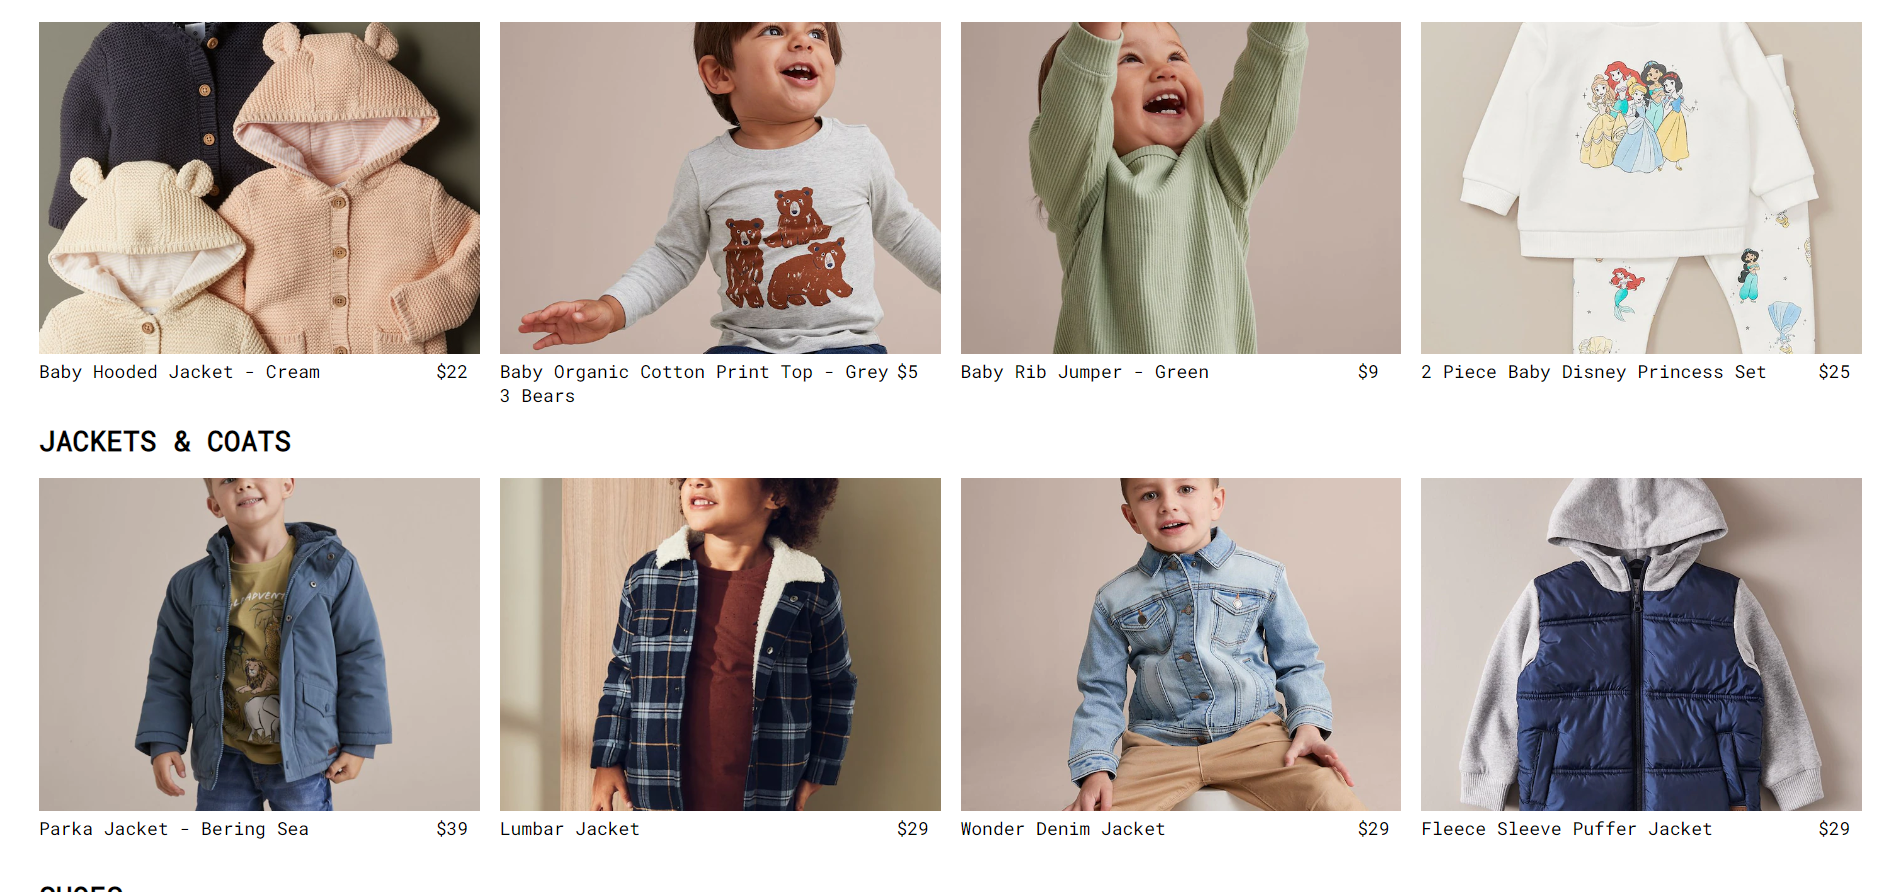 Baby Hooded Jacket - Cream $22
Baby Organic Cotton Print Top - Grey $5
3 Bears
Baby Rib Jumper - Green $9
2 Piece Baby Disney Princess Set $25
JACKETS & COATS
Parka Jacket - Bering Sea $39
Lumbar Jacket $29
Wonder Denim Jacket $29
Fleece Sleeve Puffer Jacket $29